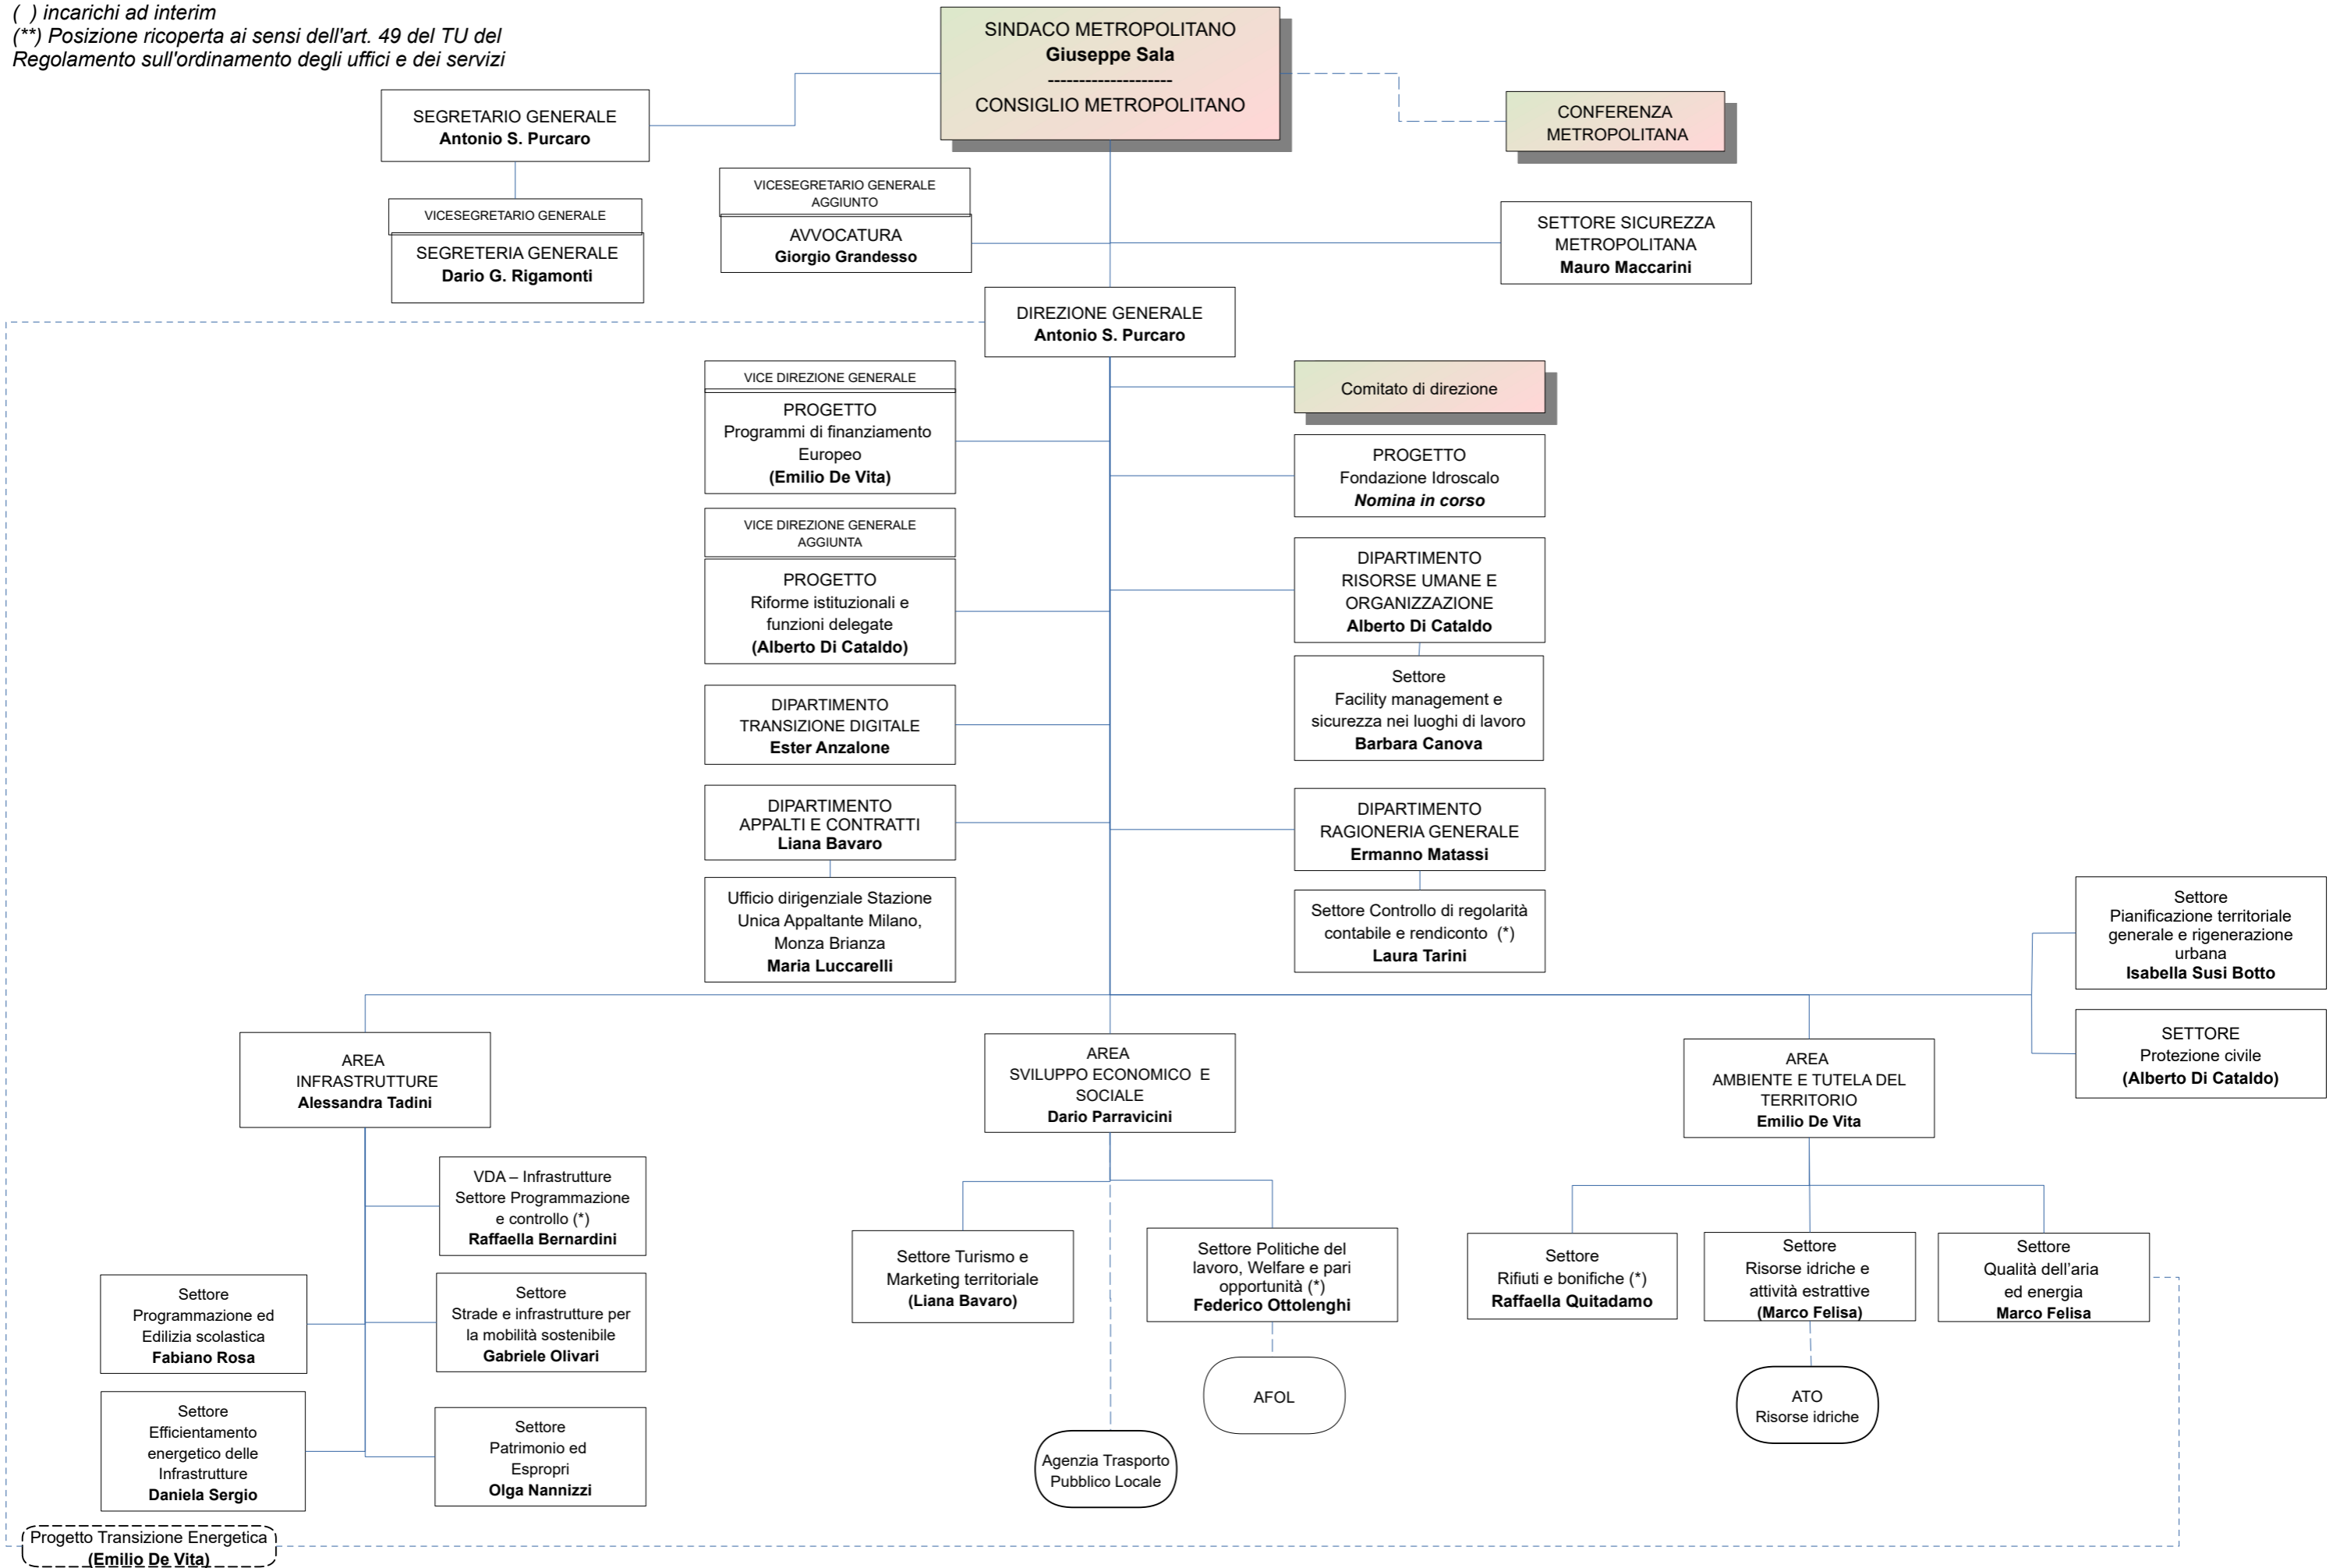 ( ) incarichi ad interim
(**) Posizione ricoperta ai sensi dell'art. 49 del TU del
Regolamento sull'ordinamento degli uffici e dei servizi
SINDACO METROPOLITANO
Giuseppe Sala
--------------------
CONSIGLIO METROPOLITANO
SEGRETARIO GENERALE
Antonio S. Purcaro
CONFERENZA
METROPOLITANA
VICESEGRETARIO GENERALE
SEGRETERIA GENERALE
Dario G. Rigamonti
VICESEGRETARIO GENERALE
AGGIUNTO
AVVOCATURA
Giorgio Grandesso
SETTORE SICUREZZA
METROPOLITANA
Mauro Maccarini
DIREZIONE GENERALE
Antonio S. Purcaro
VICE DIREZIONE GENERALE
PROGETTO
Programmi di finanziamento
Europeo
(Emilio De Vita)
Comitato di direzione
PROGETTO
Fondazione Idroscalo
Nomina in corso
VICE DIREZIONE GENERALE
AGGIUNTA
PROGETTO
Riforme istituzionali e
funzioni delegate
(Alberto Di Cataldo)
DIPARTIMENTO
RISORSE UMANE E
ORGANIZZAZIONE
Alberto Di Cataldo
Settore
Facility management e
sicurezza nei luoghi di lavoro
Barbara Canova
DIPARTIMENTO
TRANSIZIONE DIGITALE
Ester Anzalone
DIPARTIMENTO
APPALTI E CONTRATTI
Liana Bavaro
Ufficio dirigenziale Stazione
Unica Appaltante Milano,
Monza Brianza
Maria Luccarelli
DIPARTIMENTO
RAGIONERIA GENERALE
Ermanno Matassi
Settore Controllo di regolarità
contabile e rendiconto (*)
Laura Tarini
Settore
Pianificazione territoriale
generale e rigenerazione
urbana
Isabella Susi Botto
SETTORE
Protezione civile
(Alberto Di Cataldo)
AREA
INFRASTRUTTURE
Alessandra Tadini
AREA
SVILUPPO ECONOMICO E
SOCIALE
Dario Parravicini
AREA
AMBIENTE E TUTELA DEL
TERRITORIO
Emilio De Vita
VDA – Infrastrutture
Settore Programmazione
e controllo (*)
Raffaella Bernardini
Settore
Programmazione ed
Edilizia scolastica
Fabiano Rosa
Settore
Strade e infrastrutture per
la mobilità sostenibile
Gabriele Olivari
Settore
Efficientamento
energetico delle
Infrastrutture
Daniela Sergio
Settore
Patrimonio ed
Espropri
Olga Nannizzi
Settore Turismo e
Marketing territoriale
(Liana Bavaro)
Settore Politiche del
lavoro, Welfare e pari
opportunità (*)
Federico Ottolenghi
AFOL
Agenzia Trasporto
Pubblico Locale
Settore
Rifiuti e bonifiche (*)
Raffaella Quitadamo
Settore
Risorse idriche e
attività estrattive
(Marco Felisa)
Settore
Qualità dell’aria
ed energia
Marco Felisa
ATO
Risorse idriche
Progetto Transizione Energetica
(Emilio De Vita)